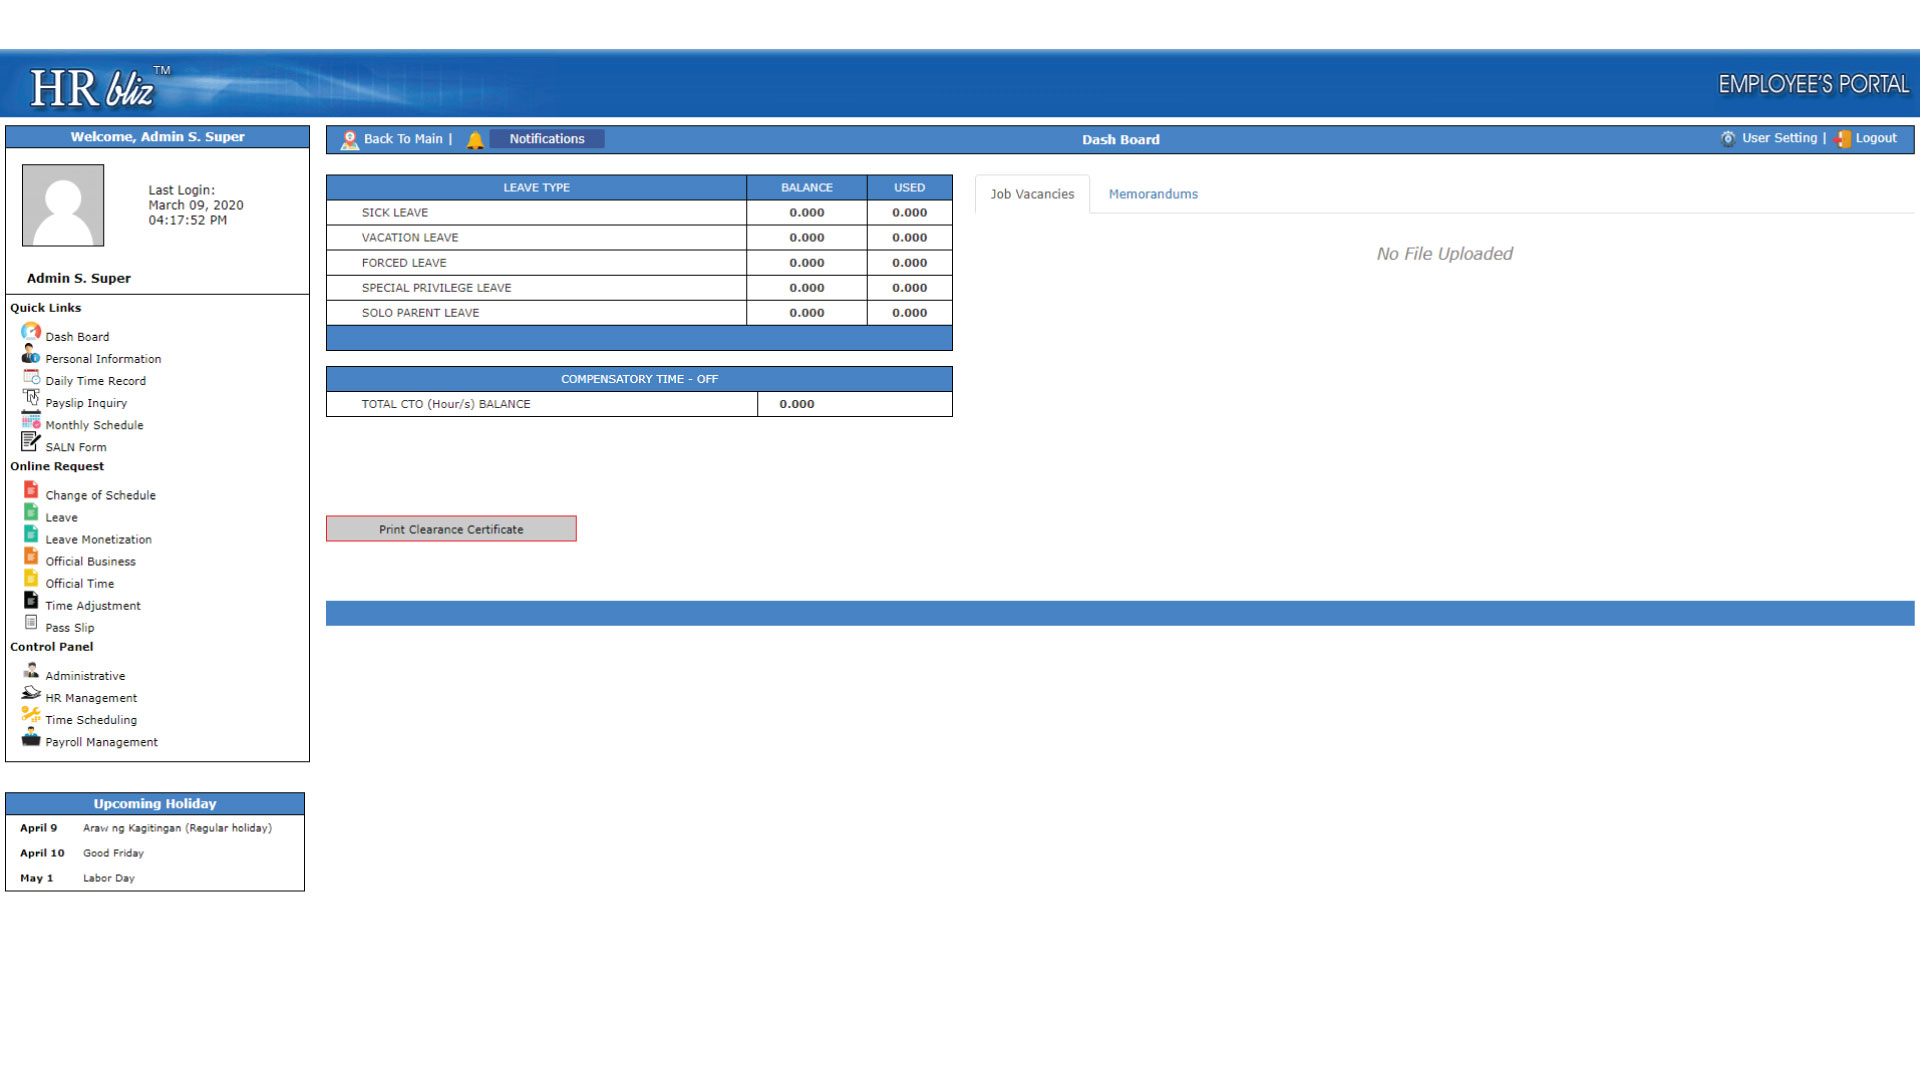 HR bliz™
EMPLOYEE'S PORTAL
Welcome, Admin S. Super
Last Login:
March 09, 2020
04:17:52 PM
Admin S. Super
Quick Links
Dash Board
Personal Information
Daily Time Record
Payslip Inquiry
Monthly Schedule
SALN Form
Online Request
Change of Schedule
Leave
Leave Monetization
Official Business
Official Time
Time Adjustment
Pass Slip
Control Panel
Administrative
HR Management
Time Scheduling
Payroll Management
Upcoming Holiday
April 9 Araw ng Kagitingan (Regular holiday)
April 10 Good Friday
May 1 Labor Day
Back To Main | Notifications Dash Board User Setting | Logout
LEAVE TYPE BALANCE USED
SICK LEAVE 0.000 0.000
VACATION LEAVE 0.000 0.000
FORCED LEAVE 0.000 0.000
SPECIAL PRIVILEGE LEAVE 0.000 0.000
SOLO PARENT LEAVE 0.000 0.000
COMPENSATORY TIME - OFF
TOTAL CTO (Hour/s) BALANCE 0.000
Print Clearance Certificate
Job Vacancies Memorandums
No File Uploaded